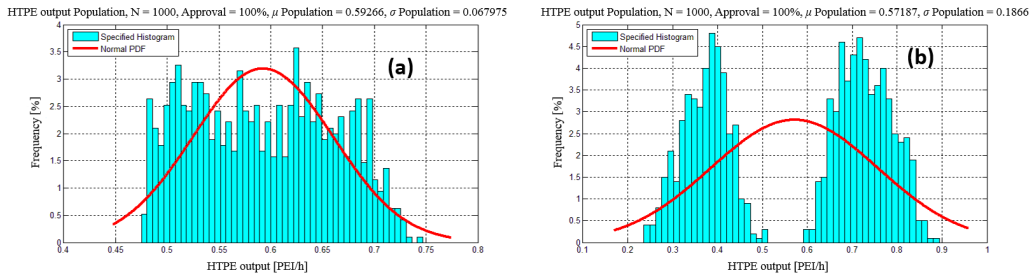 HTPE output Population, N = 1000, Approval = 100%, μ Population = 0.59266, σ Population = 0.067975
4
3.5
3
2.5
2
1.5
1
0.5
0
Frequency [%]
Specified Histogram
Normal PDF
(a)
0.4 0.45 0.5 0.55 0.6 0.65 0.7 0.75 0.8
HTPE output [PEI/h]
HTPE output Population, N = 1000, Approval = 100%, μ Population = 0.57187, σ Population = 0.1866
5
4.5
4
3.5
3
2.5
2
1.5
1
0.5
0
Frequency [%]
Specified Histogram
Normal PDF
(b)
0.1 0.2 0.3 0.4 0.5 0.6 0.7 0.8 0.9 1
HTPE output [PEI/h]